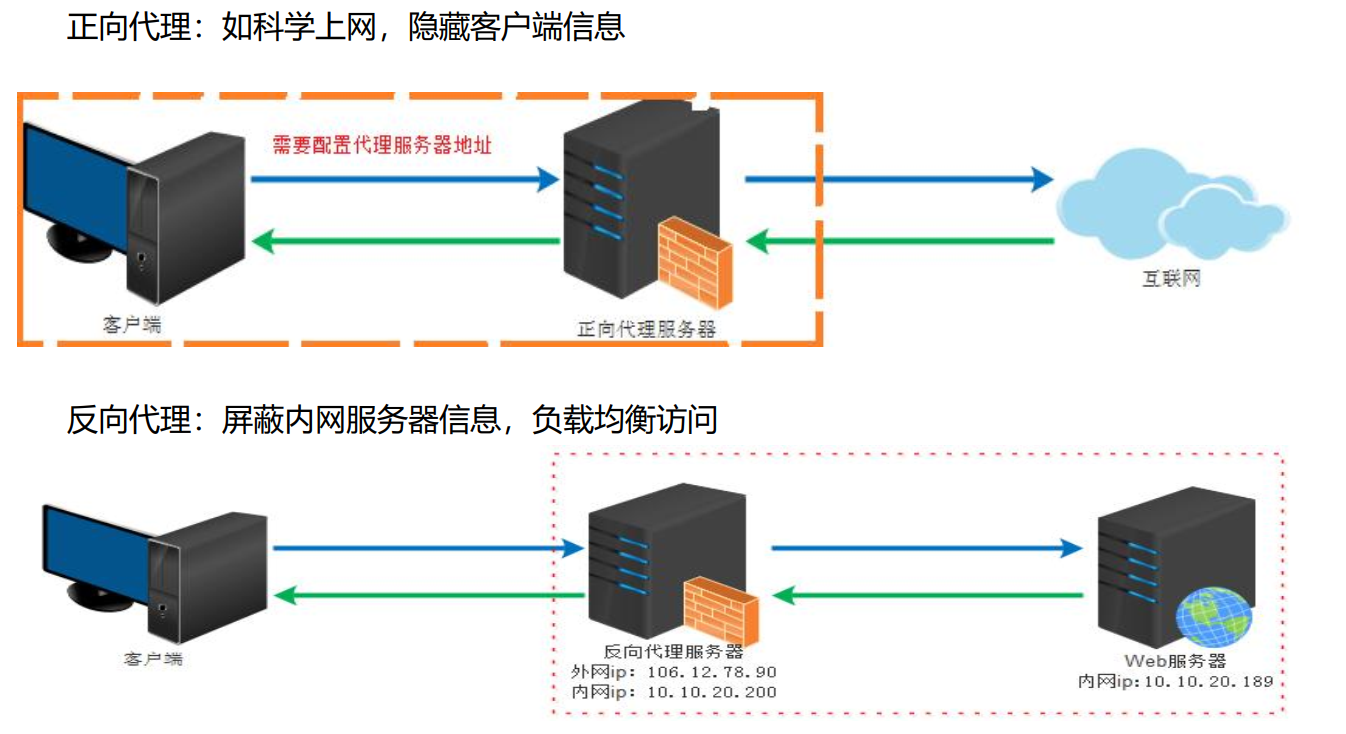 正向代理：如科学上网，隐藏客户端信息
需要配置代理服务器地址
互联网
客户端
正向代理服务器
反向代理：屏蔽内网服务器信息，负载均衡访问
客户端
反向代理服务器
外网ip：106.12.78.90
内网ip：10.10.20.200
Web服务器
内网ip:10.10.20.189